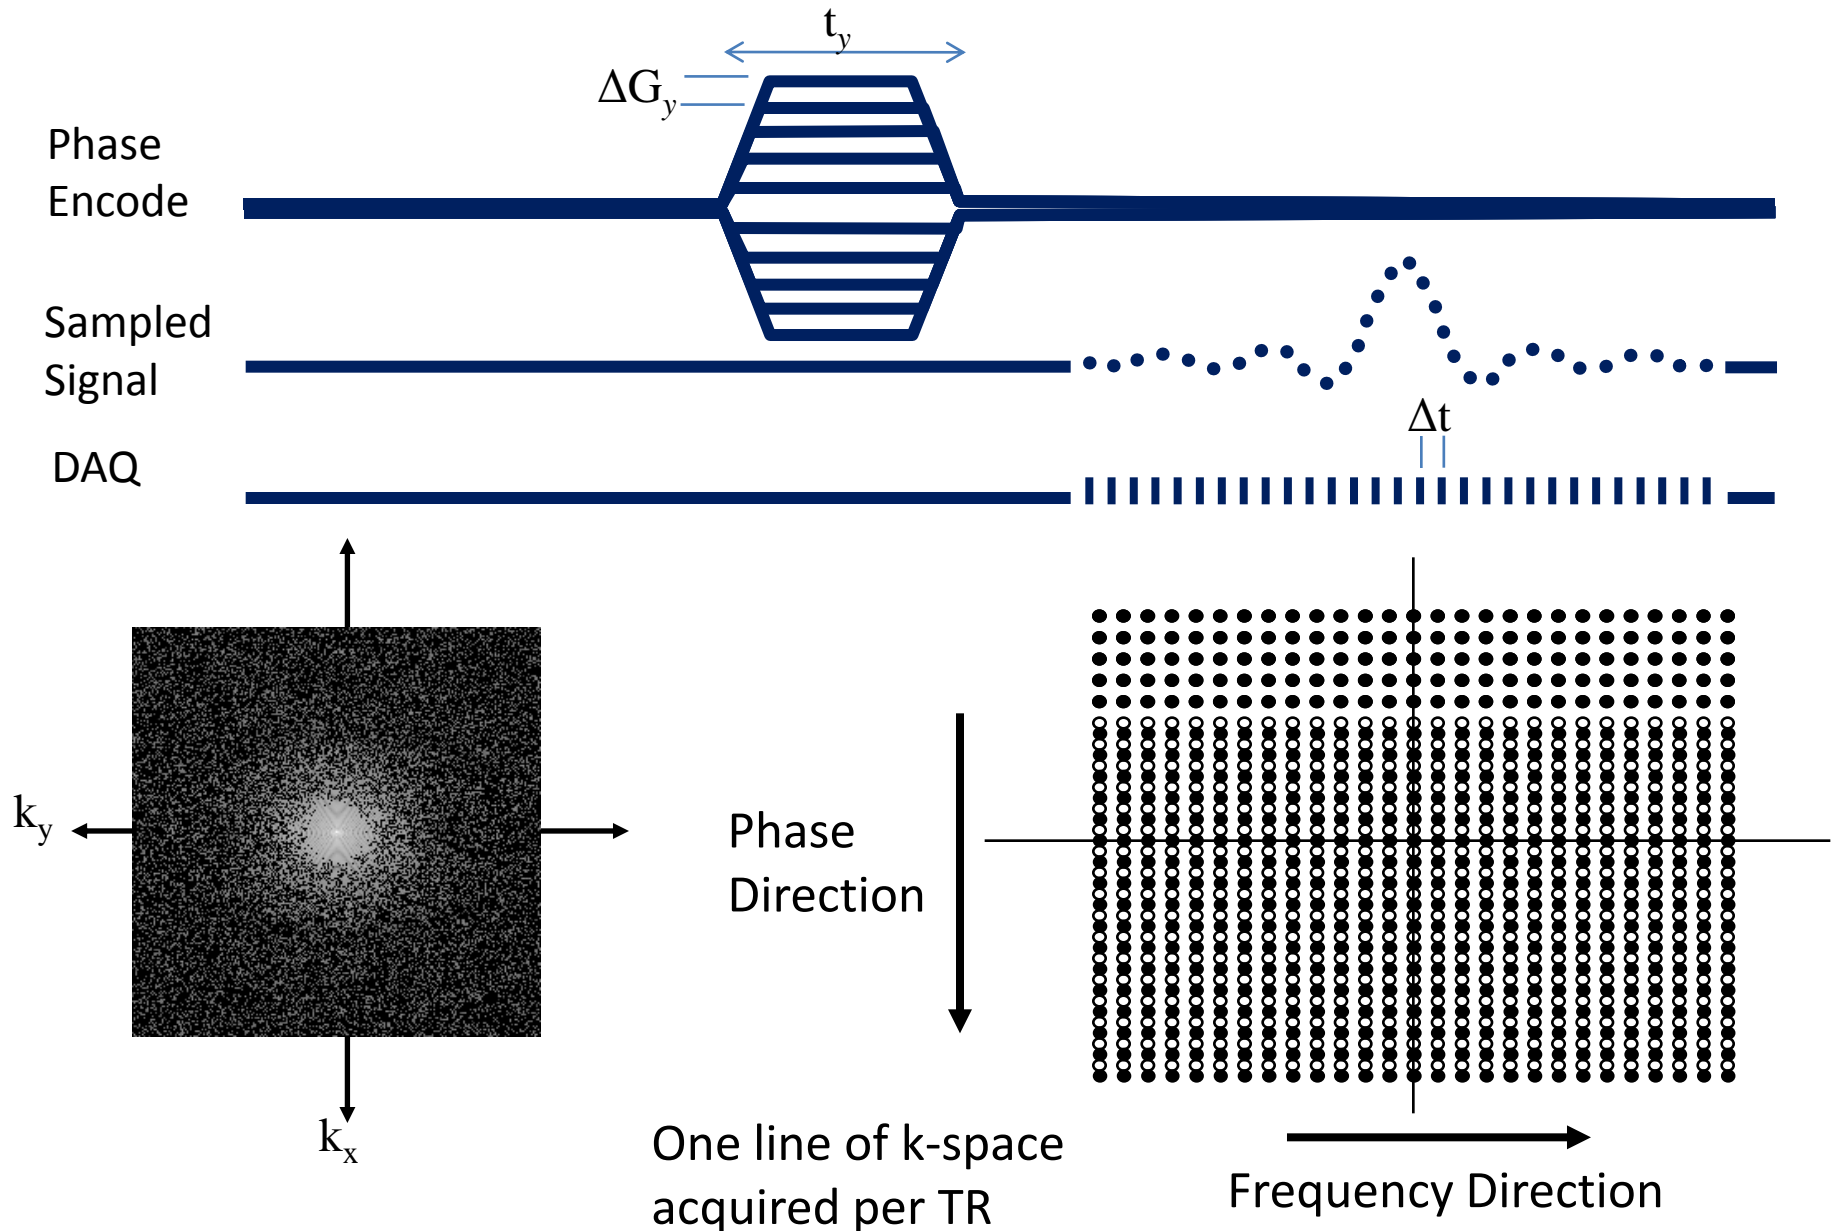 t_y
ΔG_y
Phase
Encode
Sampled
Signal
Δt
DAQ
k_y
Phase
Direction
k_x
One line of k-space
acquired per TR
Frequency Direction